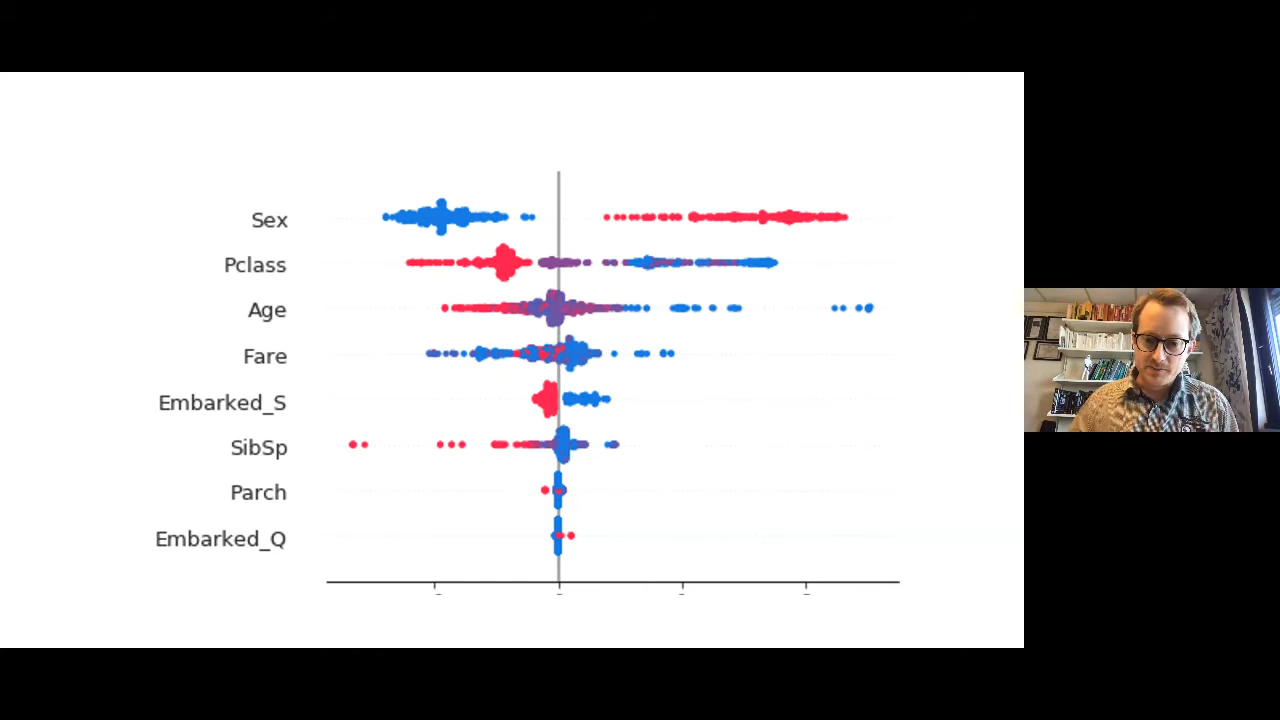 Sex
Pclass
Age
Fare
Embarked_S
SibSp
Parch
Embarked_Q